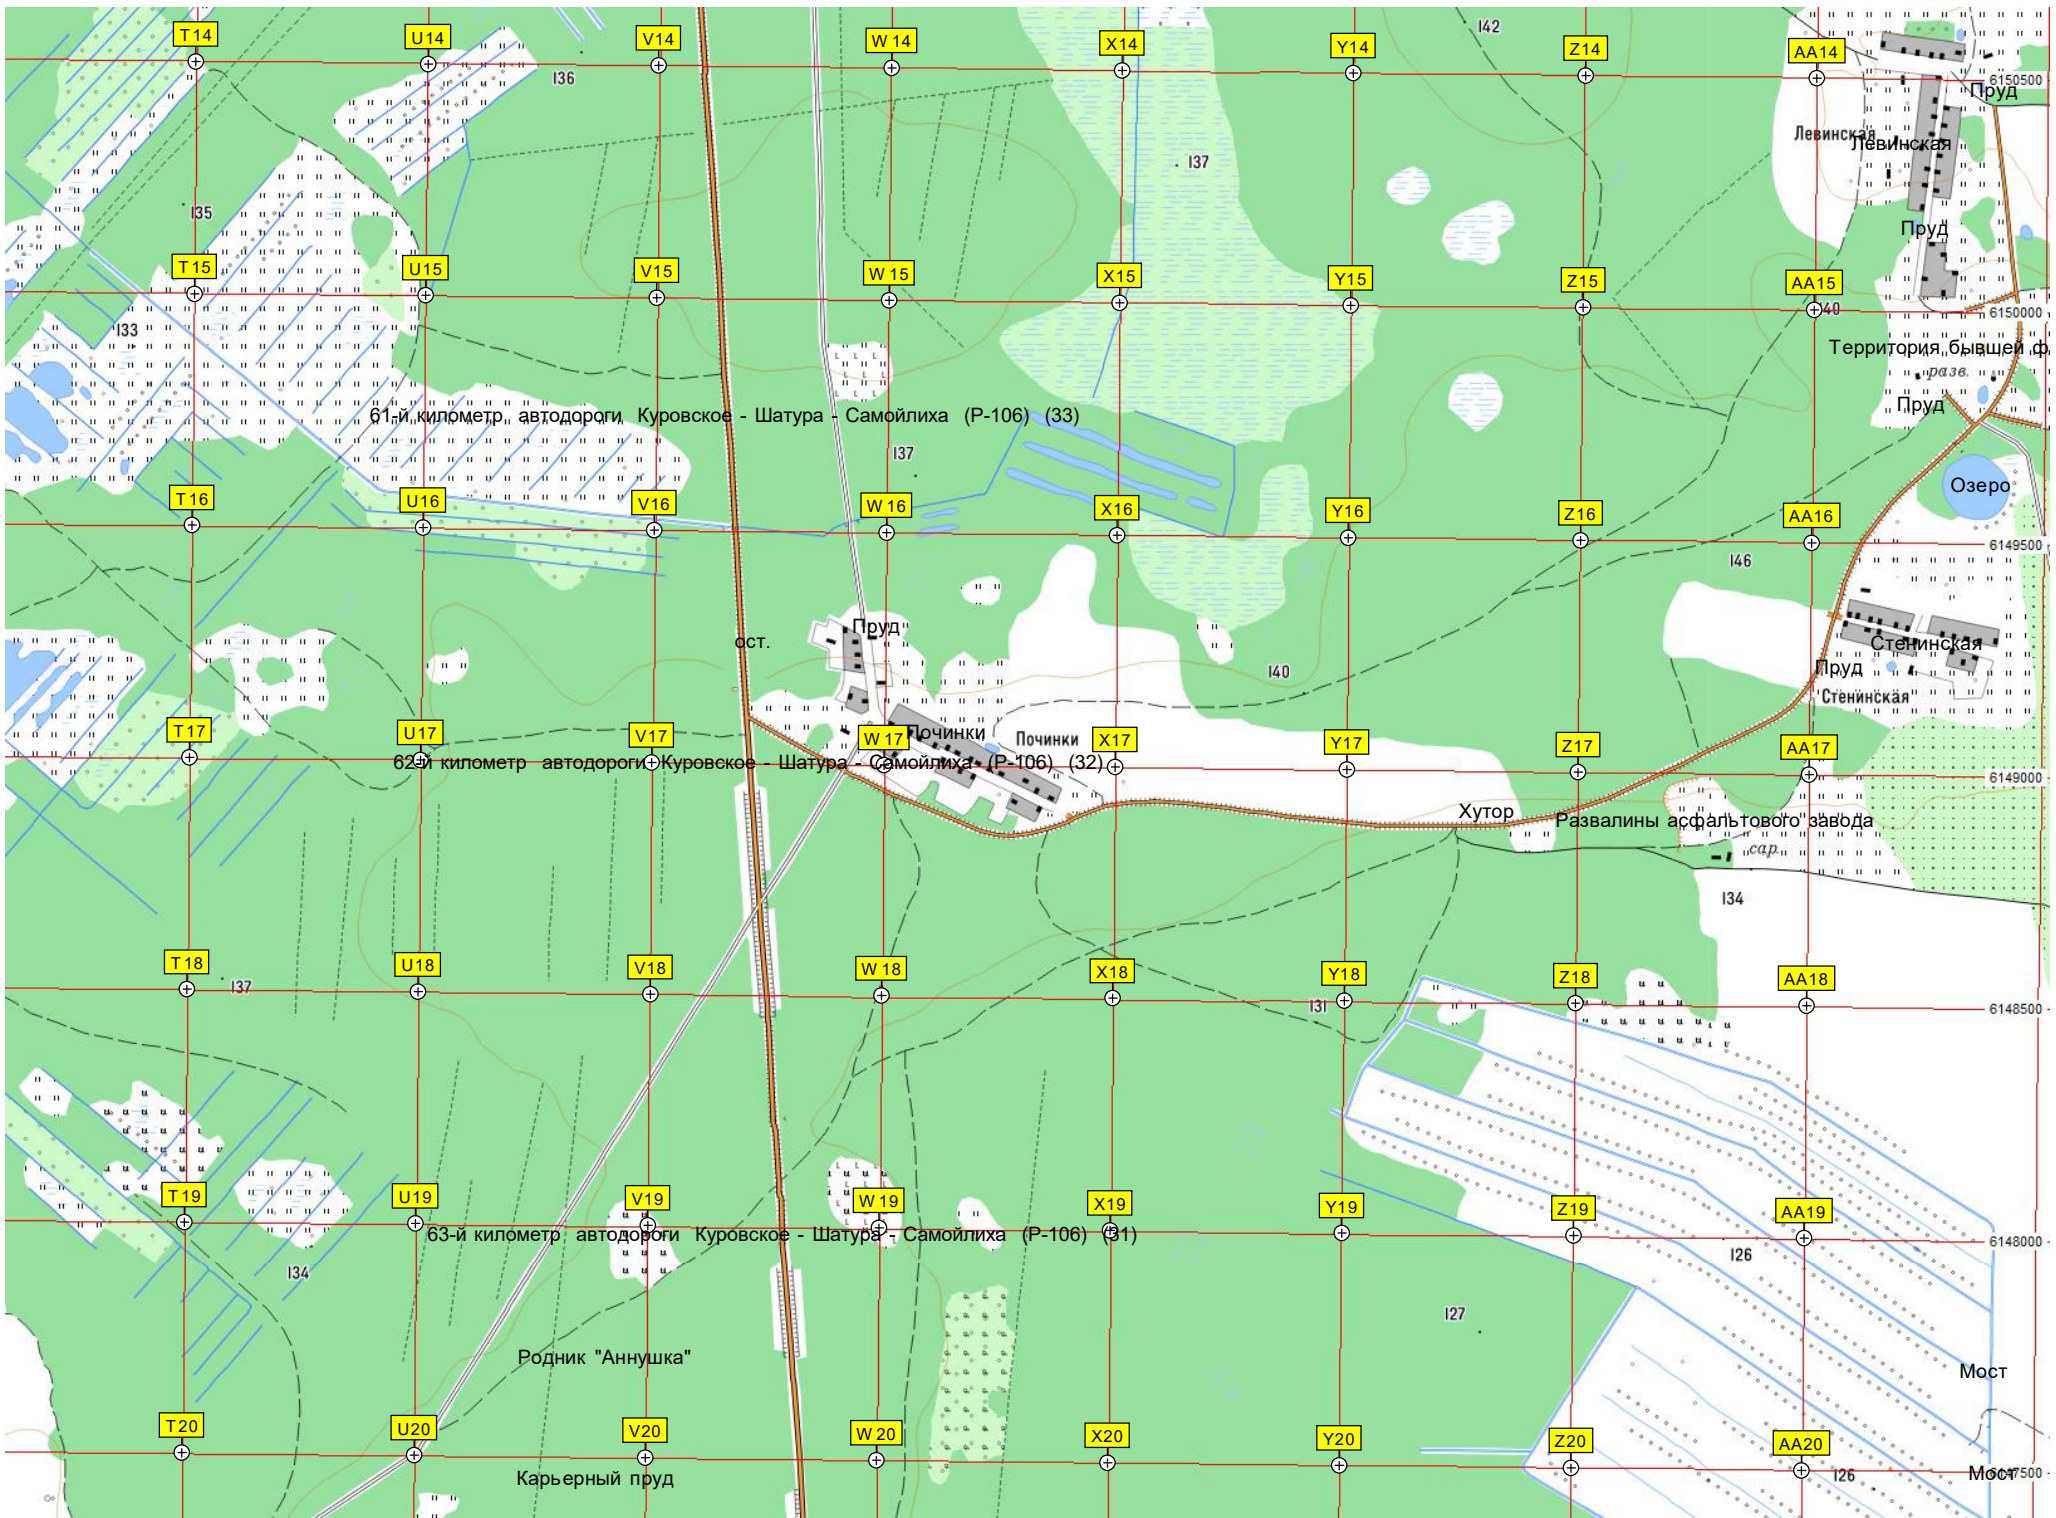 142
T14
U14
V14
W14
X14
Y14
Z14
AA14
136
6150500
Пруд
Левинская
Левинская
137
135
Пруд
T15
U15
V15
W15
X15
Y15
Z15
AA15
140
6150000
133
Территория бывшей ф
разв.
Пруд
61-й километр автодороги Куровское - Шатура - Самойлиха (Р-106) (33)
137
Озеро
T16
U16
V16
W16
X16
Y16
Z16
AA16
6149500
146
Пруд
ост.
Стенинская
140
Пруд
Стенинская
T17
U17
V17
W17
Починки
Починки
X17
Y17
Z17
AA17
62-й километр автодороги Куровское - Шатура - Самойлиха (Р-106) (32)
6149000
Хутор
Развалины асфальтового завода
сар.
134
T18
U18
V18
W18
X18
Y18
Z18
AA18
137
131
6148500
T19
U19
V19
W19
X19
Y19
Z19
AA19
63-й километр автодороги Куровское - Шатура - Самойлиха (Р-106) (31)
6148000
126
134
127
Родник "Аннушка"
Мост
T20
U20
V20
W20
X20
Y20
Z20
AA20
Карьерный пруд
126
Мост
6147500